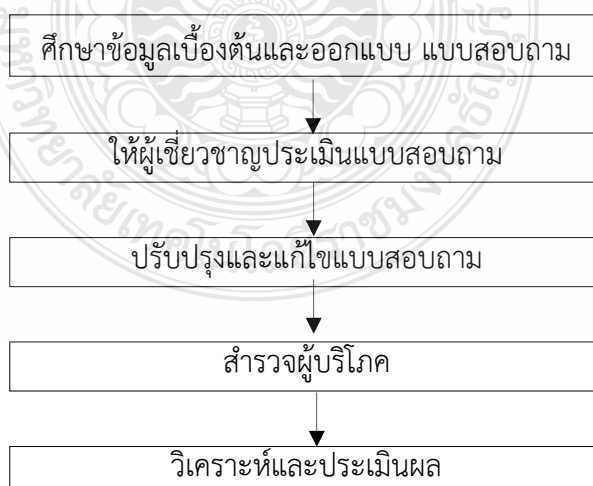 ศึกษาข้อมูลเบื้องต้นและออกแบบ แบบสอบถาม
ให้ผู้เชี่ยวชาญประเมินแบบสอบถาม
ปรับปรุงและแก้ไขแบบสอบถาม
สำรวจผู้บริโภค
วิเคราะห์และประเมินผล